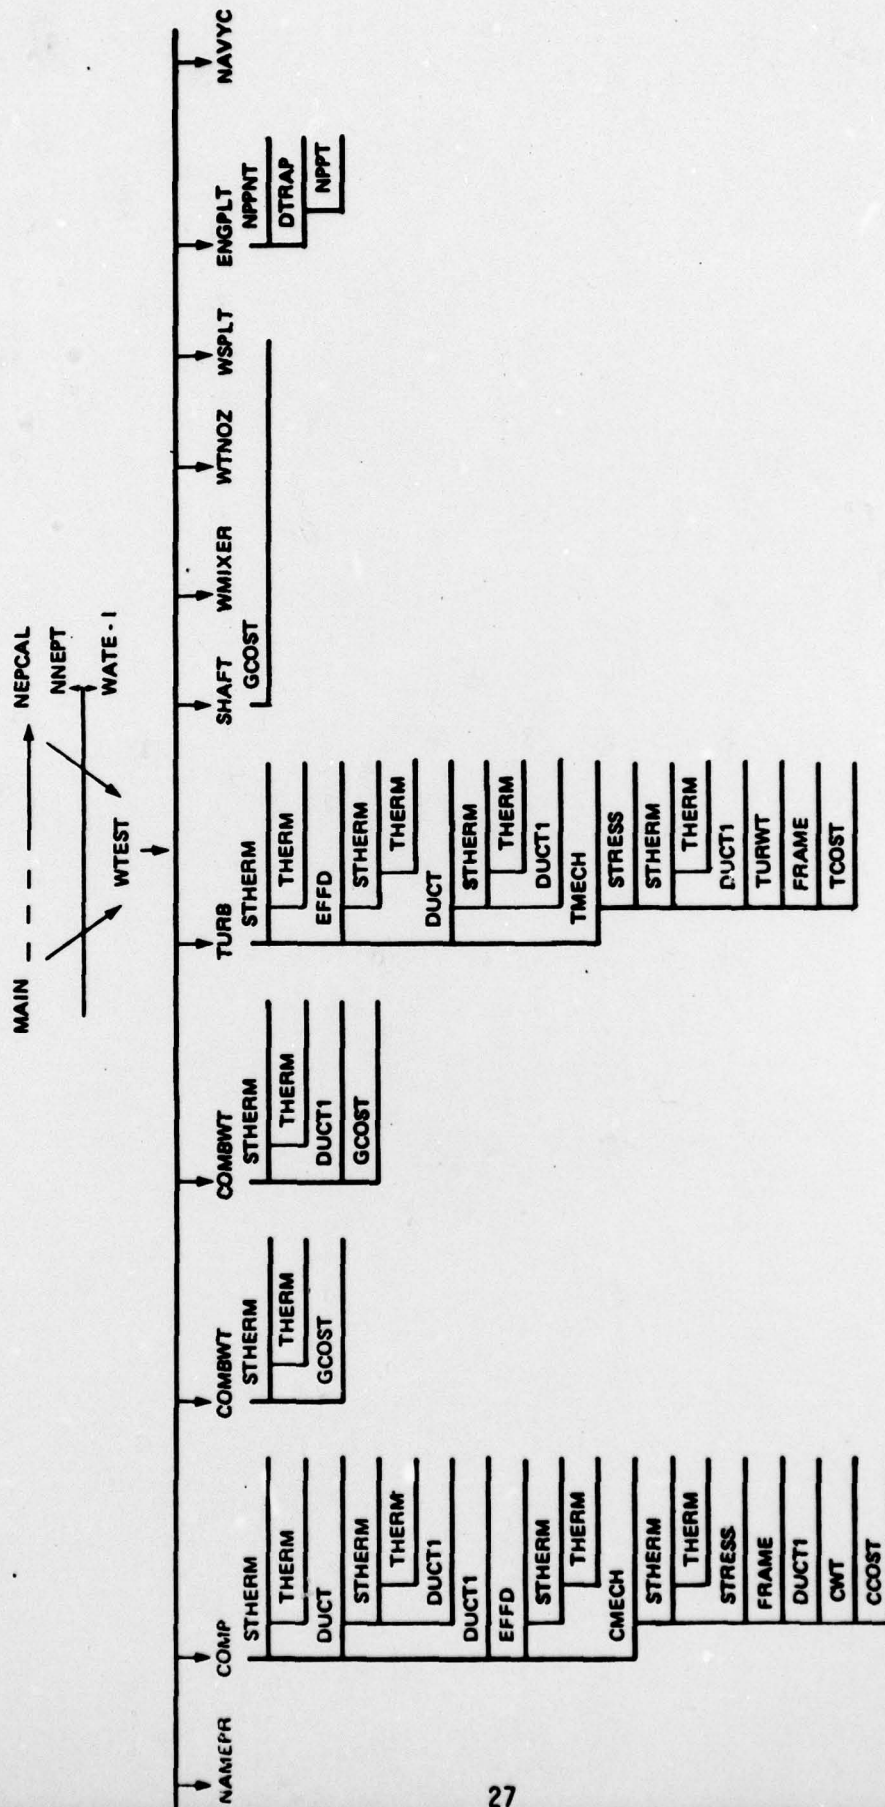 MAIN
NEPCAL
NNEPT
WATE - I
WTEST
NAMEPR
COMP
STHERM
THERM
DUCT
STHERM
THERM
DUCT1
DUCT1
EFFD
STHERM
THERM
CMECH
STHERM
THERM
STRESS
FRAME
DUCT1
CWT
CCOST
COMBWT
STHERM
THERM
GCOST
COMBWT
STHERM
THERM
DUCT1
GCOST
TURB
STHERM
THERM
EFFD
STHERM
THERM
DUCT
STHERM
THERM
DUCT1
TMECH
STRESS
STHERM
THERM
DUCT1
TURWT
FRAME
TCOST
SHAFT
WMIXER
WTNOZ
WSPLT
GCOST
ENGPLT
NPPNT
DTRAP
NPPT
NAVYC
27